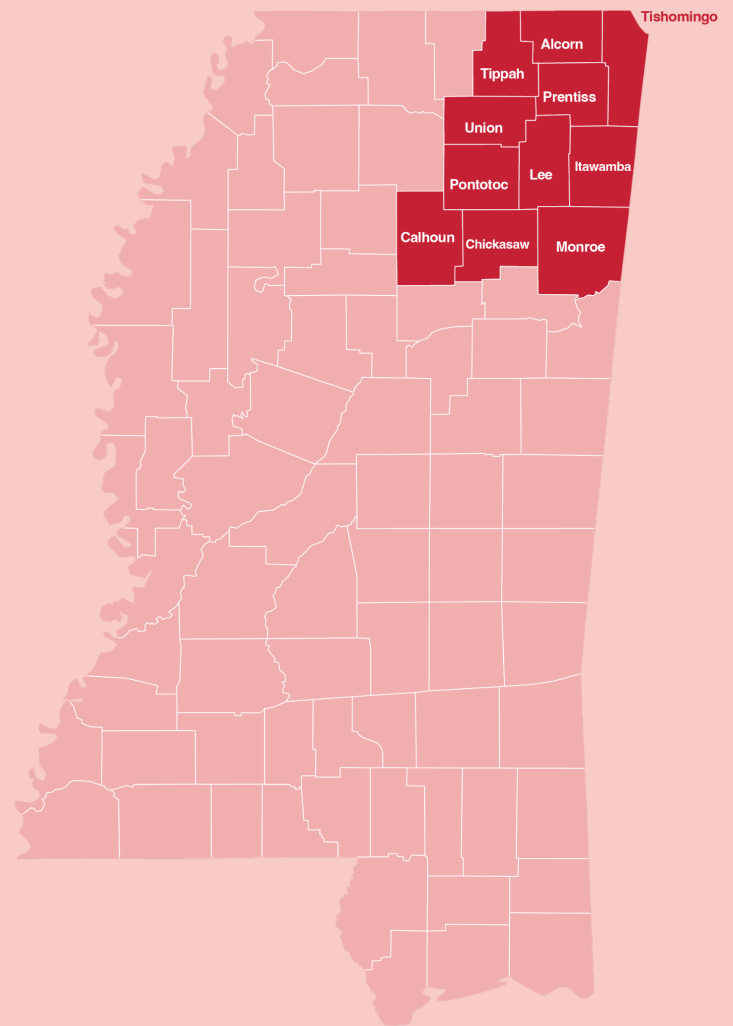 Tishomingo
Alcorn
Tippah
Prentiss
Union
Itawamba
Lee
Pontotoc
Calhoun
Chickasaw
Monroe